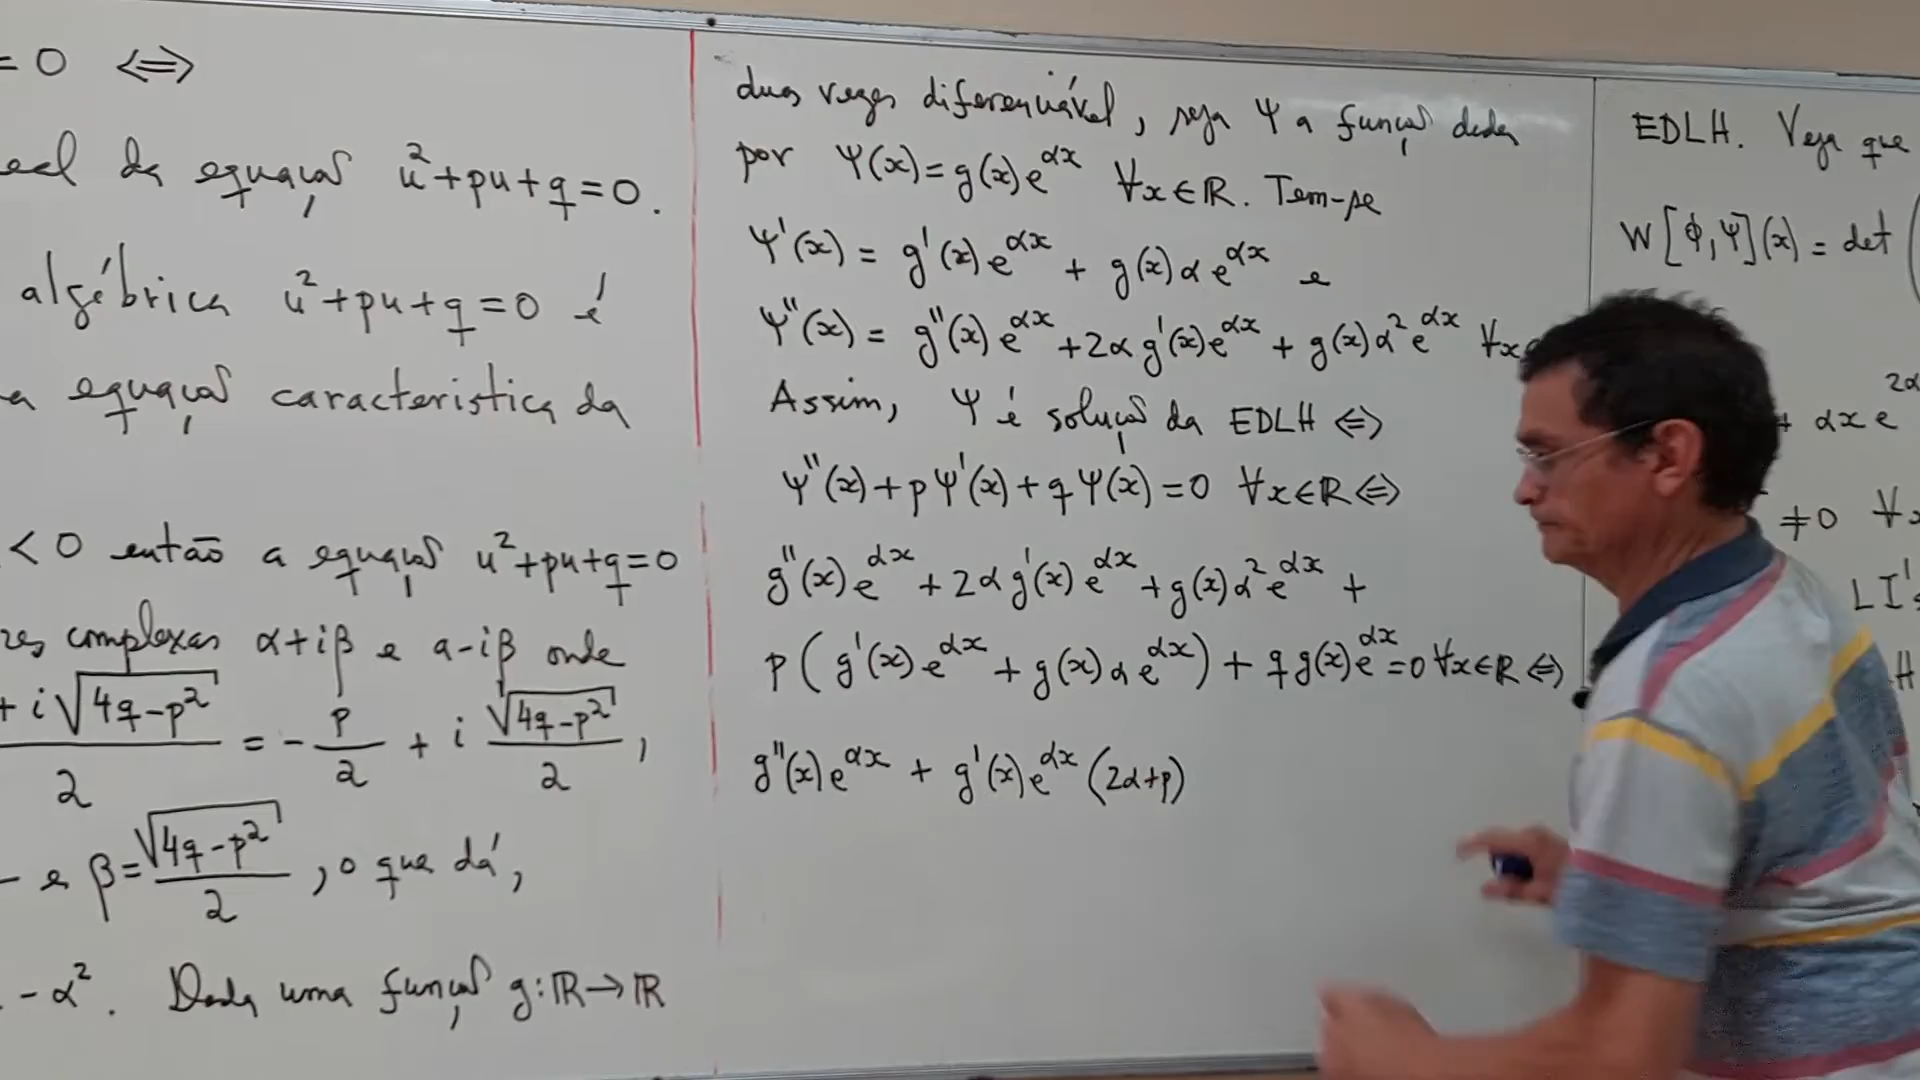 = 0 ⇔
da equação u²+pu+q=0.
algébrica u²+pu+q=0 é
a equação caracteristica da
< 0 então a equação u²+pu+q=0
complexas α+iβ e a-iβ onde
+ i√(4q-p²) / 2 = - p/2 + i √(4q-p²)/2 ,
e β = √(4q-p²)/2 , o que dá,
- α². Dada uma função g:ℝ→ℝ
duas vezes diferenciável, seja Ψ a função dada
por Ψ(x)=g(x)e^{αx} ∀x∈ℝ. Tem-se
Ψ'(x) = g'(x)e^{αx} + g(x)αe^{αx} e
Ψ''(x) = g''(x)e^{αx}+2αg'(x)e^{αx} + g(x)α²e^{αx} ∀x
Assim, Ψ é solução da EDLH ⇔
Ψ''(x)+pΨ'(x)+qΨ(x)=0 ∀x∈ℝ⇔
g''(x)e^{αx} + 2αg'(x)e^{αx} + g(x)α²e^{αx} +
p(g'(x)e^{αx} + g(x)αe^{αx}) + qg(x)e^{αx}=0 ∀x∈ℝ ⇔
g''(x)e^{αx} + g'(x)e^{αx}(2α+p)
EDLH. Veja que
W[ϕ,Ψ](x) = det (
+ αxe^{2α
≠0 ∀x
LI's
H